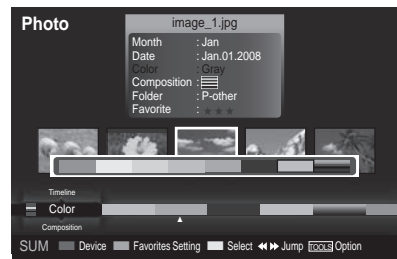 Photo
image_1.jpg
Month : Jan
Date : Jan.01.2008
Color : Gray
Composition :
Folder : P-other
Favorite : ★ ★ ★
Timeline
Color
Composition
SUM Device Favorites Setting Select ◄◄ ►► Jump TOOLS Option